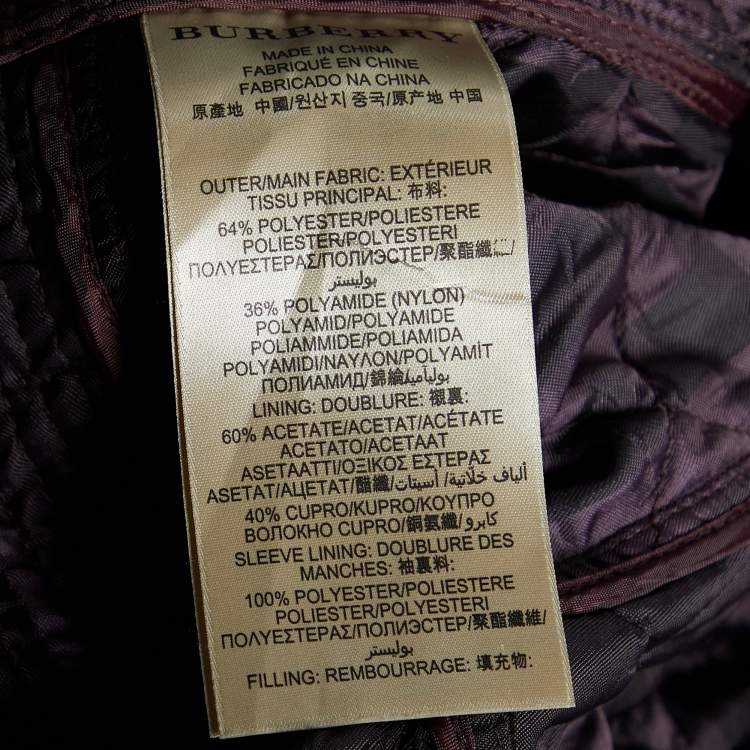 BURBERRY
MADE IN CHINA
FABRIQUÉ EN CHINE
FABRICADO NA CHINA
原產地 中國/원산지 중국/原产地 中国
OUTER/MAIN FABRIC: EXTÉRIEUR
TISSU PRINCIPAL: 布料:
64% POLYESTER/POLIESTERE
POLIESTER/POLYESTERI
ΠΟΛΥΕΣΤΕΡΑΣ/ПОЛИЭСТЕР/聚酯纖維/
بوليستر
36% POLYAMIDE (NYLON)
POLYAMID/POLYAMIDE
POLIAMMIDE/POLIAMIDA
POLYAMIDI/ΝΑΥΛΟΝ/POLYAMİT
ПОЛИАМИД/錦綸/بوليأميد
LINING: DOUBLURE: 襯裏:
60% ACETATE/ACETAT/ACÉTATE
ACETATO/ACETAAT
ASETAATTI/ΟΞΙΚΟΣ ΕΣΤΕΡΑΣ
ASETAT/АЦЕТАТ/醋纖/ألياف خلاتية/ أسيتات
40% CUPRO/KUPRO/ΚΟΥΠΡΟ
ВОЛОКНО CUPRO/銅氨纖/كابرو
SLEEVE LINING: DOUBLURE DES
MANCHES: 袖裏料:
100% POLYESTER/POLIESTERE
POLIESTER/POLYESTERI
ΠΟΛΥΕΣΤΕΡΑΣ/ПОЛИЭСТЕР/聚酯纖維/
بوليستر
FILLING: REMBOURRAGE: 填充物: